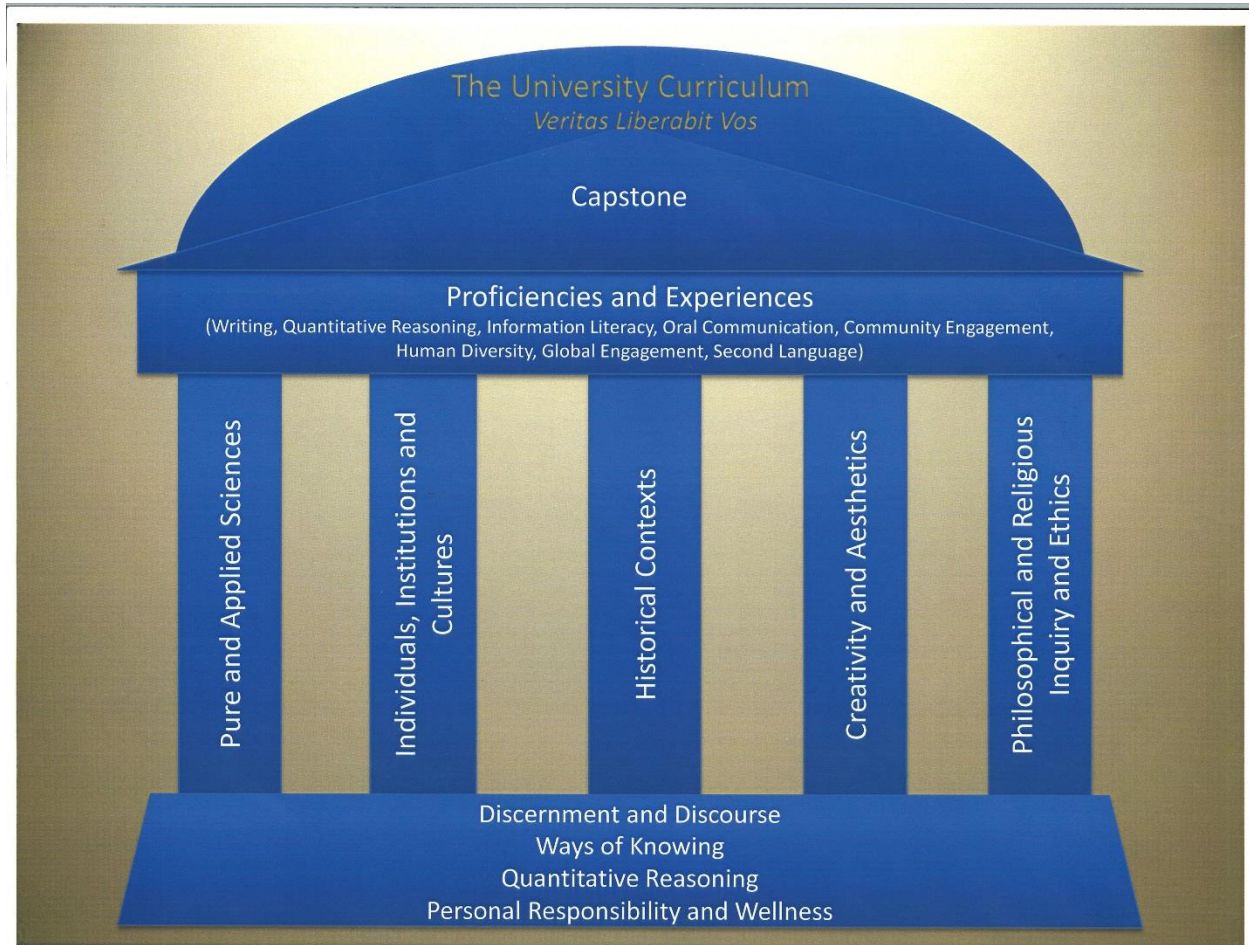 The University Curriculum
Veritas Liberabit Vos
Capstone
Proficiencies and Experiences
(Writing, Quantitative Reasoning, Information Literacy, Oral Communication, Community Engagement,
Human Diversity, Global Engagement, Second Language)
Pure and Applied Sciences
Individuals, Institutions and
Cultures
Historical Contexts
Creativity and Aesthetics
Philosophical and Religious
Inquiry and Ethics
Discernment and Discourse
Ways of Knowing
Quantitative Reasoning
Personal Responsibility and Wellness